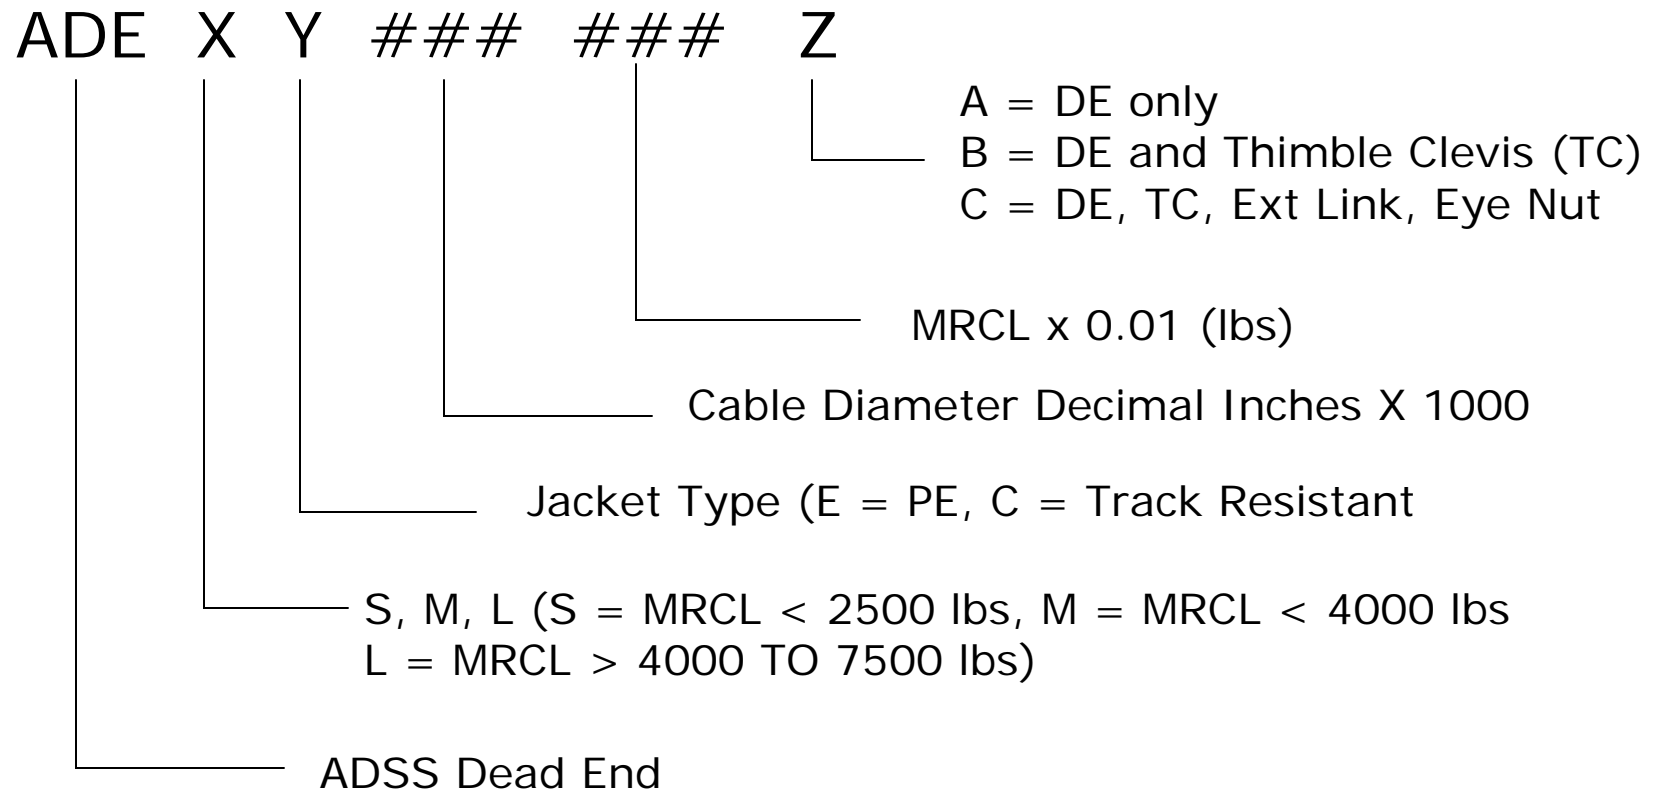 ADE X Y ### ### Z
A = DE only
B = DE and Thimble Clevis (TC)
C = DE, TC, Ext Link, Eye Nut
MRCL x 0.01 (lbs)
Cable Diameter Decimal Inches X 1000
Jacket Type (E = PE, C = Track Resistant
S, M, L (S = MRCL < 2500 lbs, M = MRCL < 4000 lbs
L = MRCL > 4000 TO 7500 lbs)
ADSS Dead End